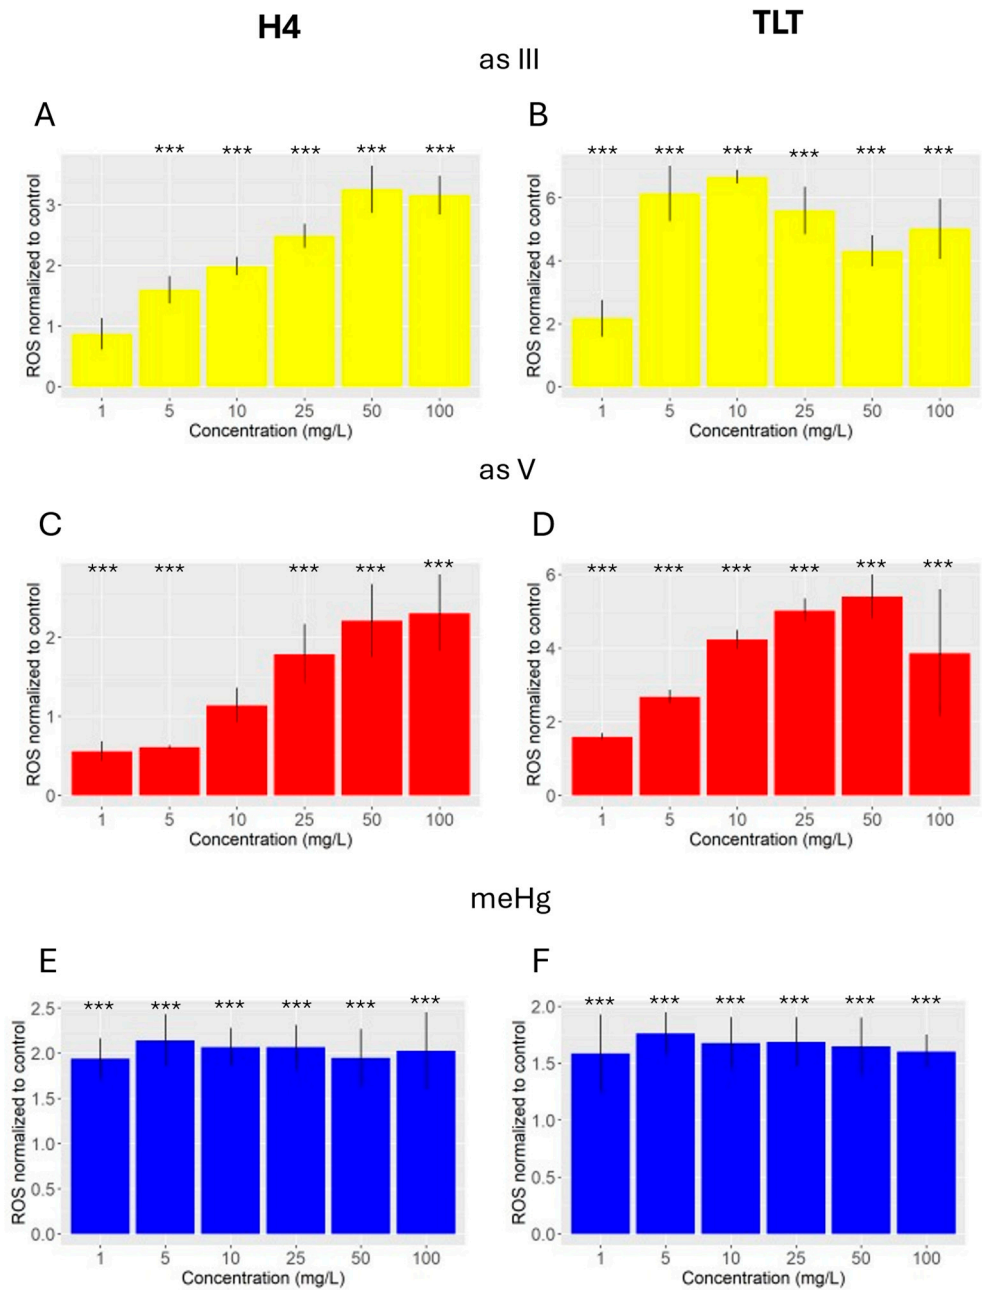 H4 TLT
as III
A B
*** *** *** *** ***
*** *** *** *** *** ***
ROS normalized to control
3
2
1
0
1 5 10 25 50 100
Concentration (mg/L)
ROS normalized to control
6
4
2
0
1 5 10 25 50 100
Concentration (mg/L)
as V
C D
*** *** *** *** ***
*** *** *** *** *** ***
ROS normalized to control
2
1
0
1 5 10 25 50 100
Concentration (mg/L)
ROS normalized to control
6
4
2
0
1 5 10 25 50 100
Concentration (mg/L)
meHg
E F
*** *** *** *** *** ***
*** *** *** *** *** ***
ROS normalized to control
2.5
2.0
1.5
1.0
0.5
0.0
1 5 10 25 50 100
Concentration (mg/L)
ROS normalized to control
2.0
1.5
1.0
0.5
0.0
1 5 10 25 50 100
Concentration (mg/L)